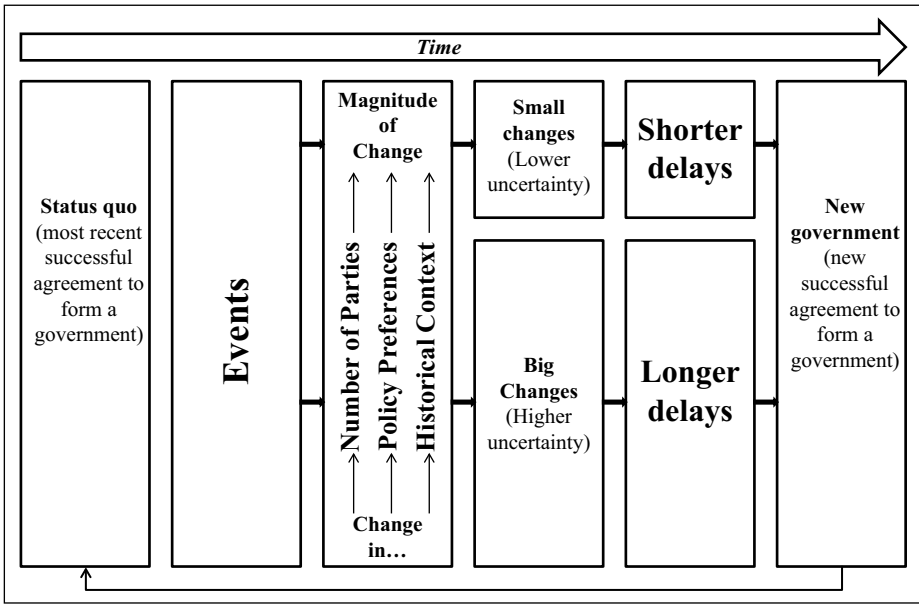 Time
Status quo
(most recent
successful
agreement to
form a
government)
Events
Magnitude
of
Change
Number of Parties
Policy Preferences
Historical Context
Change
in…
Small
changes
(Lower
uncertainty)
Big
Changes
(Higher
uncertainty)
Shorter
delays
Longer
delays
New
government
(new
successful
agreement to
form a
government)